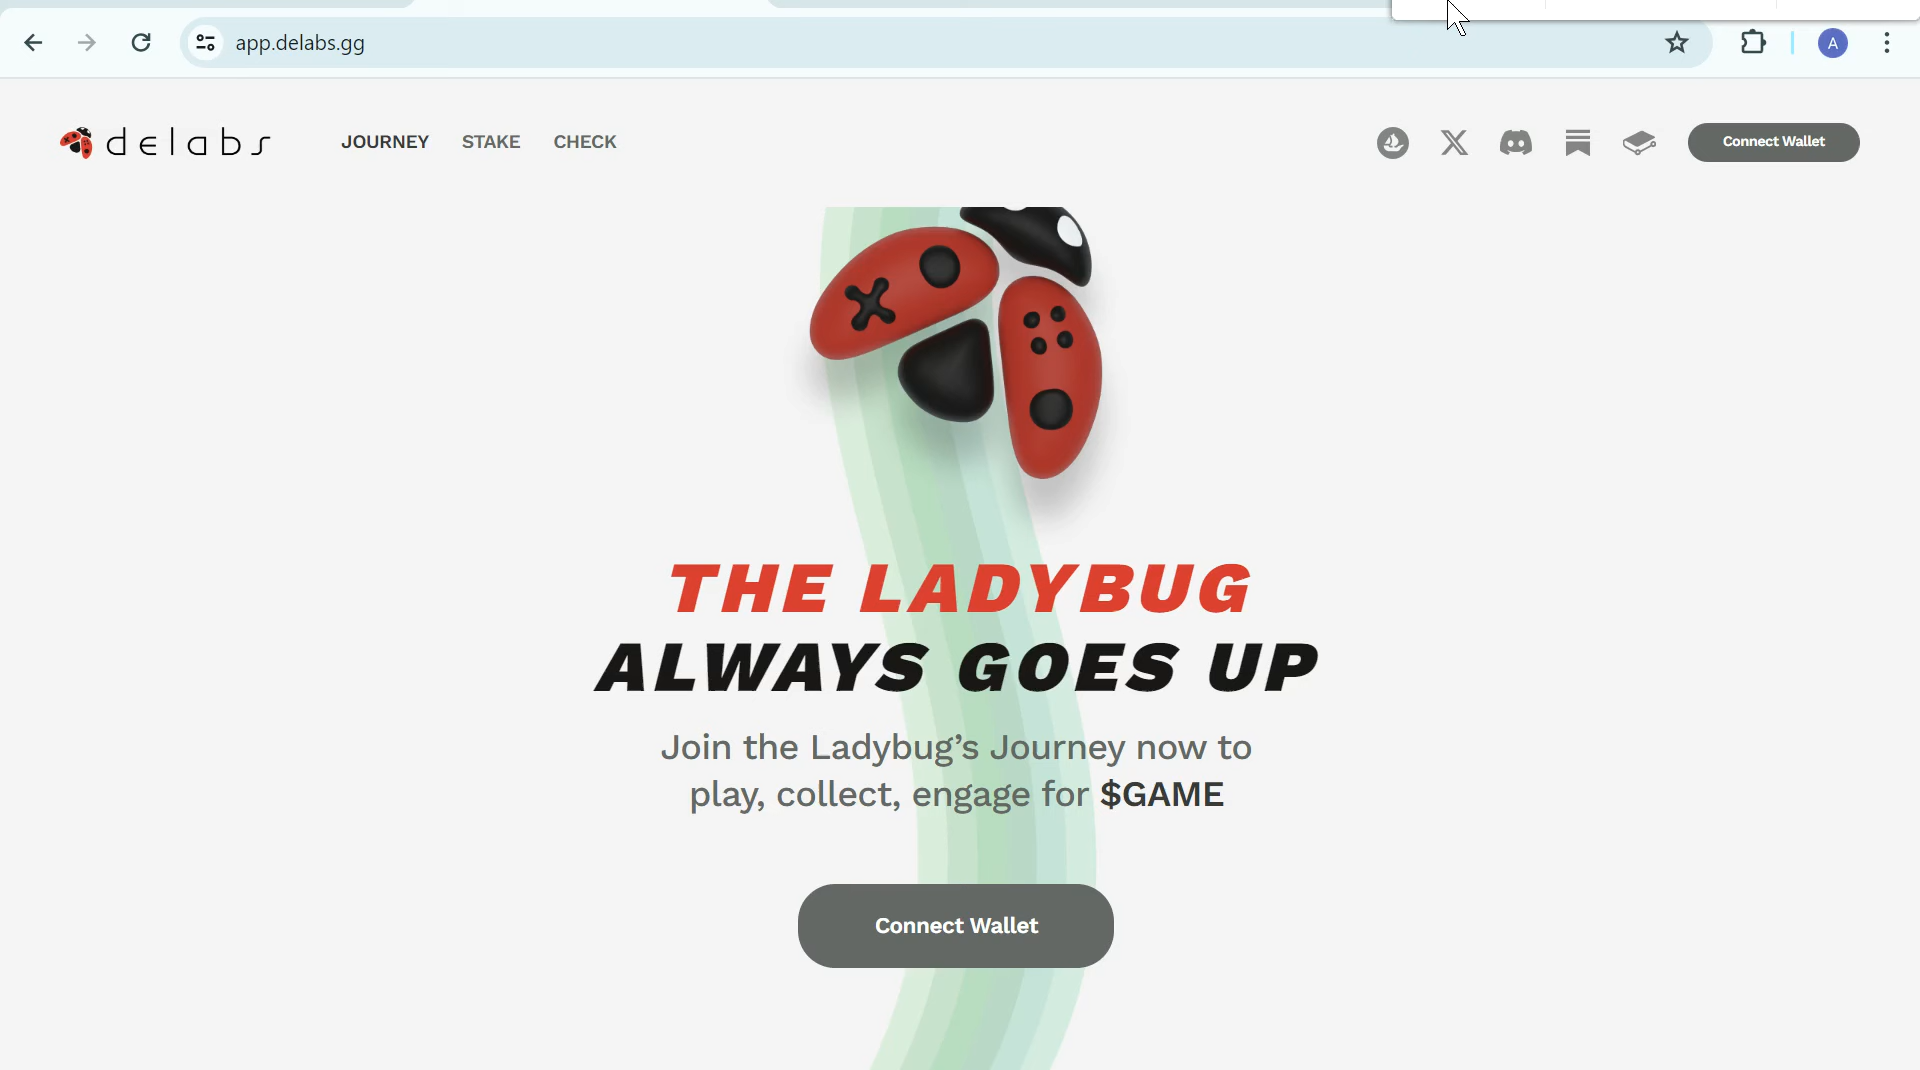 app.delabs.gg
A
delabs
JOURNEY STAKE CHECK
Connect Wallet
THE LADYBUG
ALWAYS GOES UP
Join the Ladybug’s Journey now to
play, collect, engage for $GAME
Connect Wallet